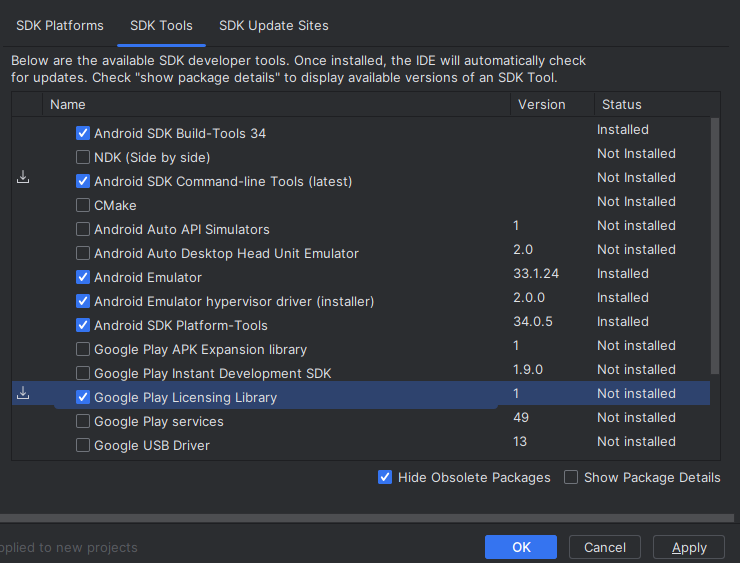 SDK Platforms SDK Tools SDK Update Sites
Below are the available SDK developer tools. Once installed, the IDE will automatically check
for updates. Check "show package details" to display available versions of an SDK Tool.
Name Version Status
Android SDK Build-Tools 34 Installed
NDK (Side by side) Not Installed
Android SDK Command-line Tools (latest) Not Installed
CMake Not Installed
Android Auto API Simulators 1 Not installed
Android Auto Desktop Head Unit Emulator 2.0 Not installed
Android Emulator 33.1.24 Installed
Android Emulator hypervisor driver (installer) 2.0.0 Installed
Android SDK Platform-Tools 34.0.5 Installed
Google Play APK Expansion library 1 Not installed
Google Play Instant Development SDK 1.9.0 Not installed
Google Play Licensing Library 1 Not installed
Google Play services 49 Not installed
Google USB Driver 13 Not installed
Hide Obsolete Packages Show Package Details
to new projects
OK Cancel Apply